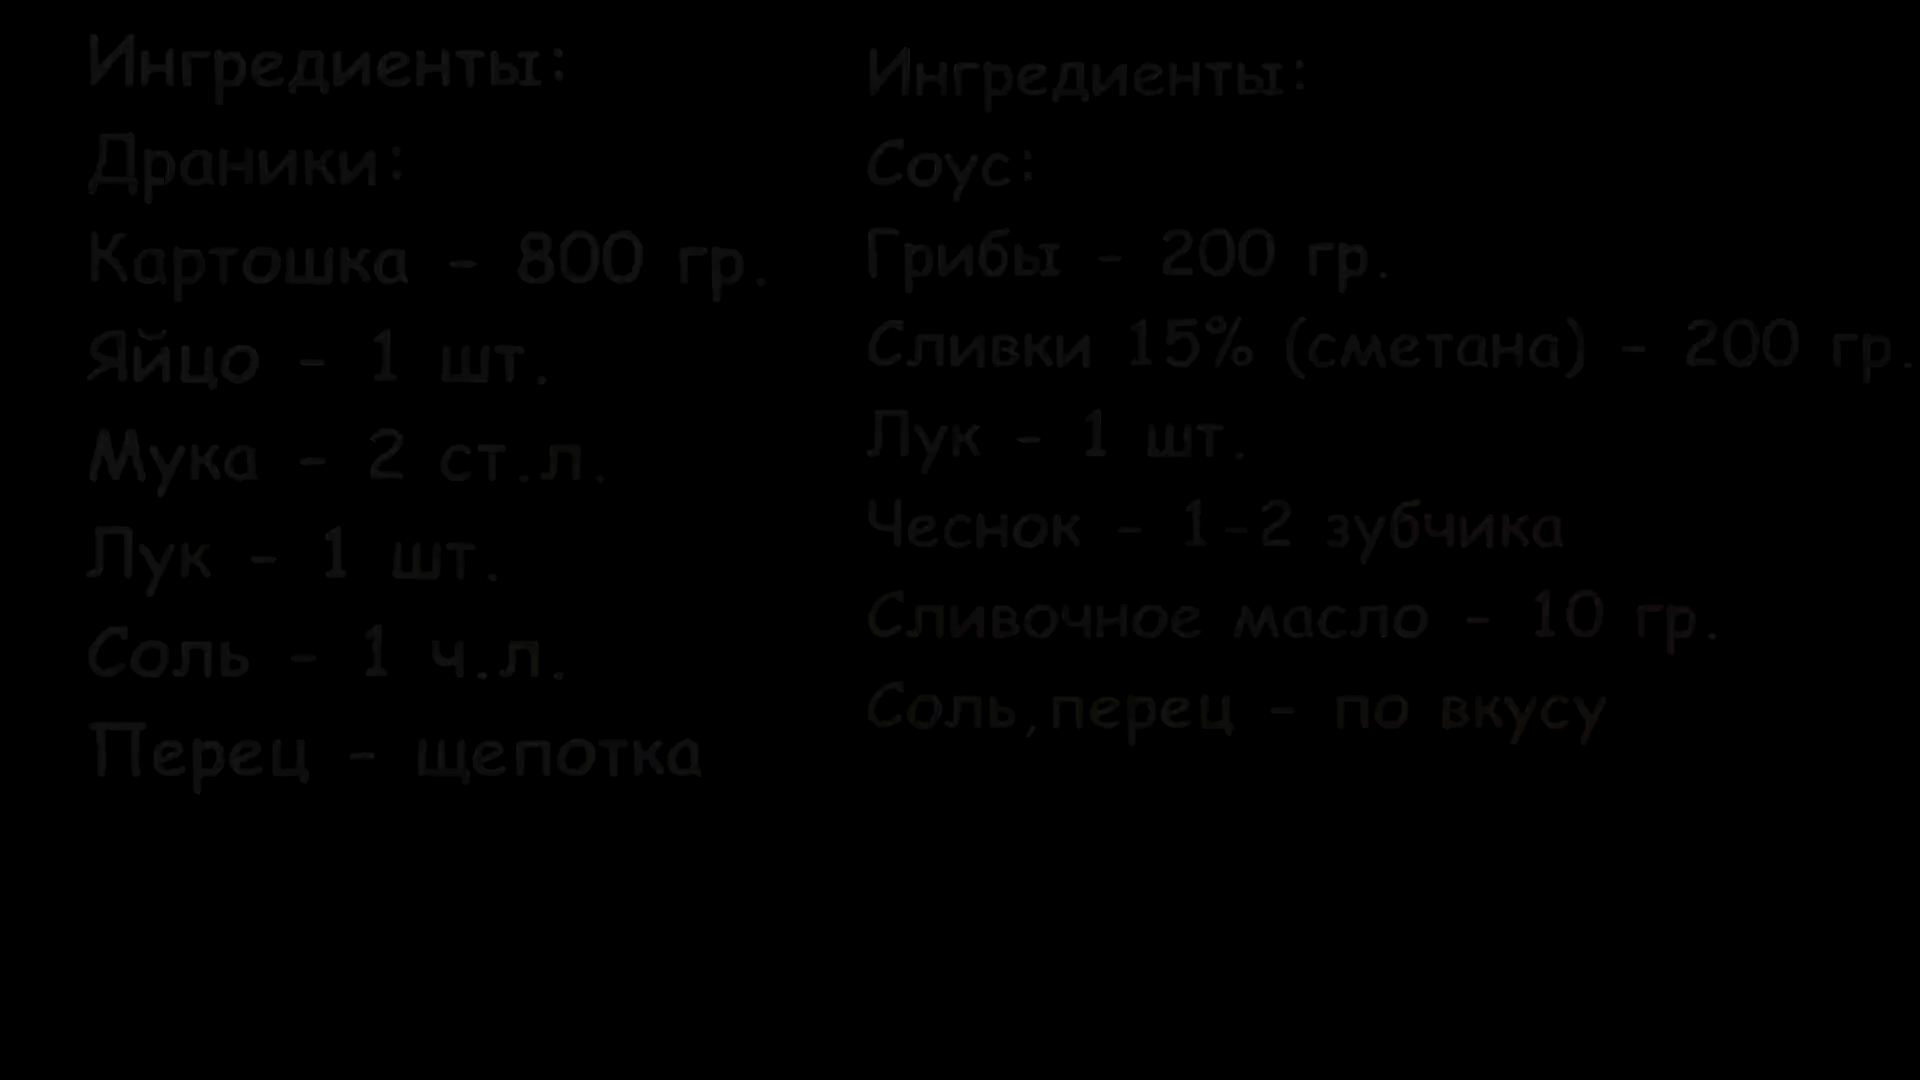 Ингредиенты:
Драники:
Картошка - 800 гр.
Яйцо - 1 шт.
Мука - 2 ст.л.
Лук - 1 шт.
Соль - 1 ч.л.
Перец - щепотка
Ингредиенты:
Соус:
Грибы - 200 гр.
Сливки 15% (сметана) - 200 гр.
Лук - 1 шт.
Чеснок - 1-2 зубчика
Сливочное масло - 10 гр.
Соль,перец - по вкусу